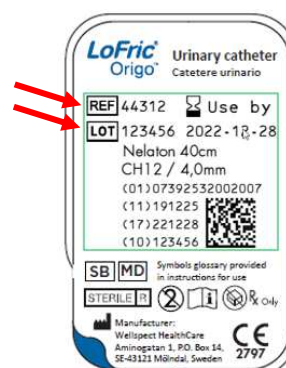 LoFric®
Origo™
Urinary catheter
Catetere urinario
REF 44312 Use by
LOT 123456 2022-12-28
Nelaton 40cm
CH12 / 4,0mm
(01)07392532002007
(11)191225
(17)221228
(10)123456
SB MD Symbols glossary provided
in instructions for use
STERILE R 2 i Rx Only
Manufacturer:
Wellspect HealthCare
Aminogatan 1, P.O. Box 14,
SE-43121 Mölndal, Sweden
CE
2797